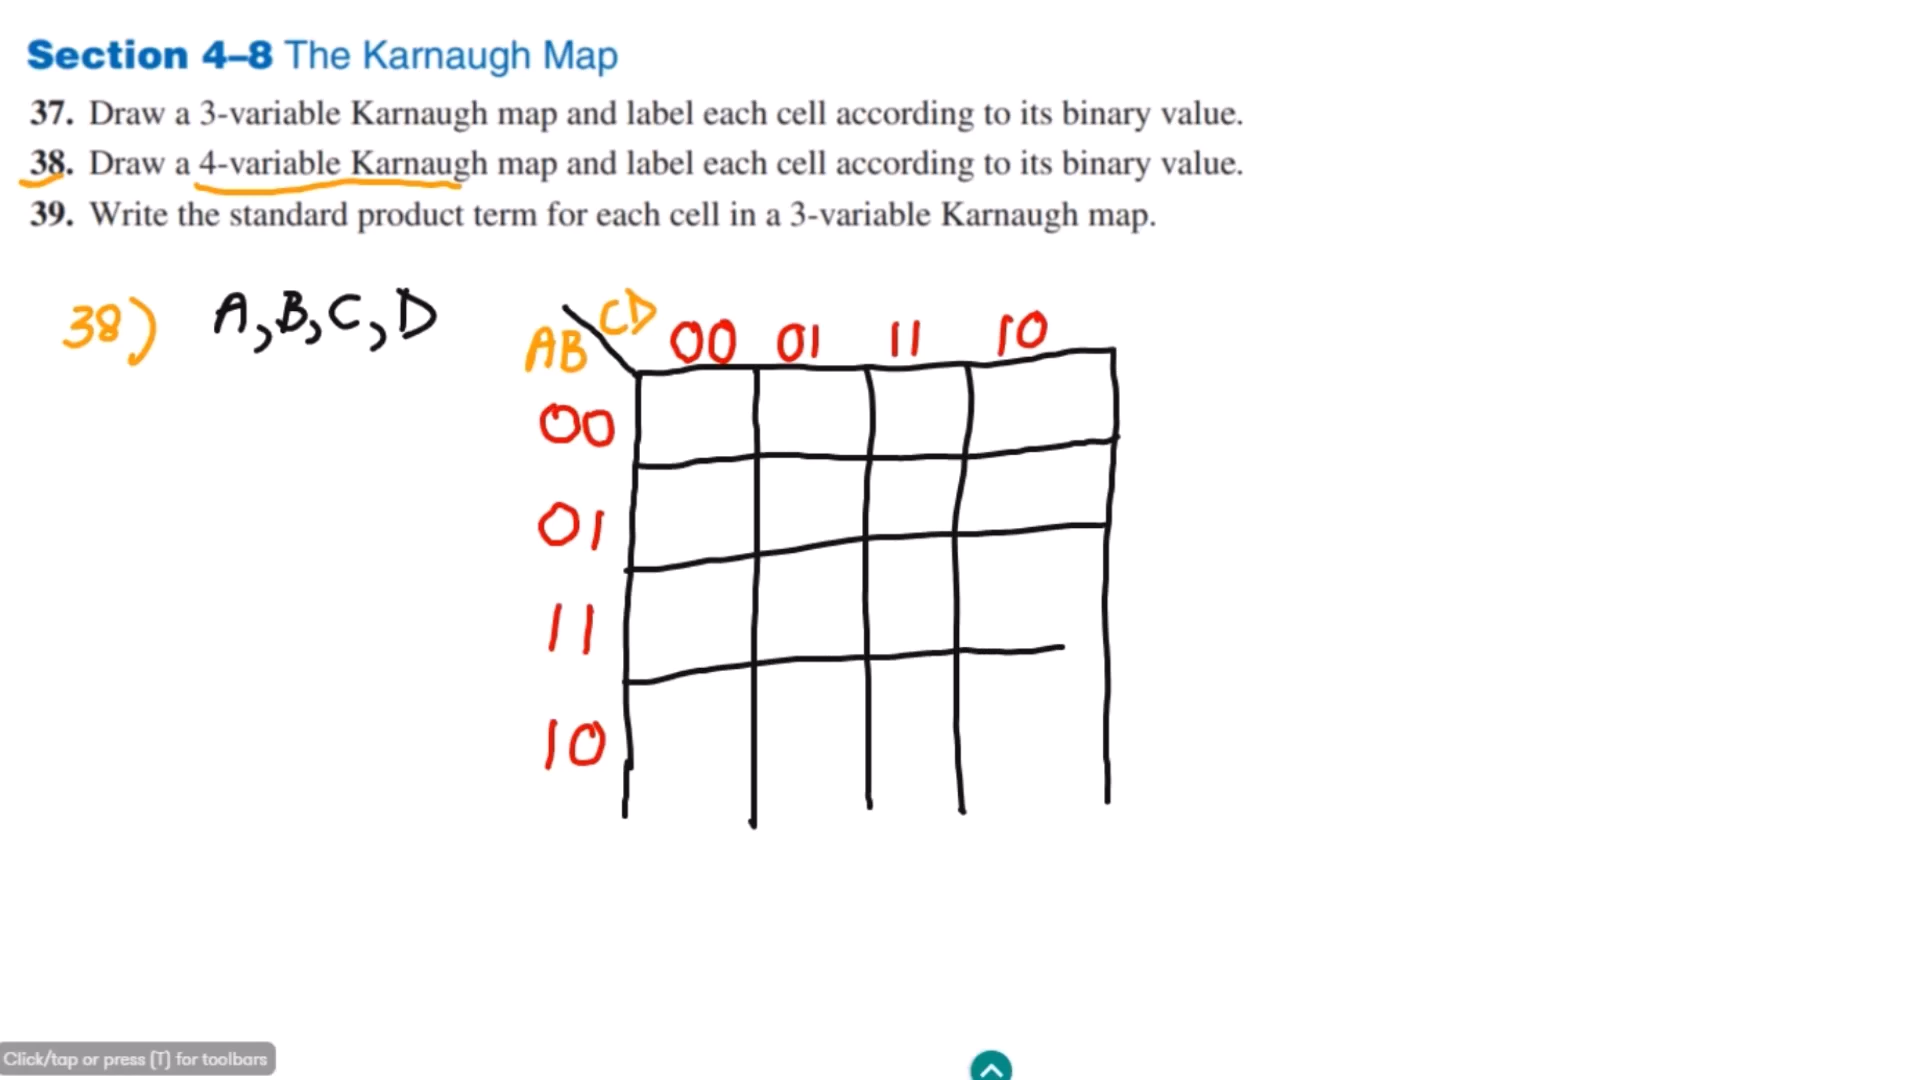 Section 4–8 The Karnaugh Map
37. Draw a 3-variable Karnaugh map and label each cell according to its binary value.
38. Draw a 4-variable Karnaugh map and label each cell according to its binary value.
39. Write the standard product term for each cell in a 3-variable Karnaugh map.
38) A,B,C,D
AB CD 00 01 11 10
00
01
11
10
Click/tap or press (T) for toolbars